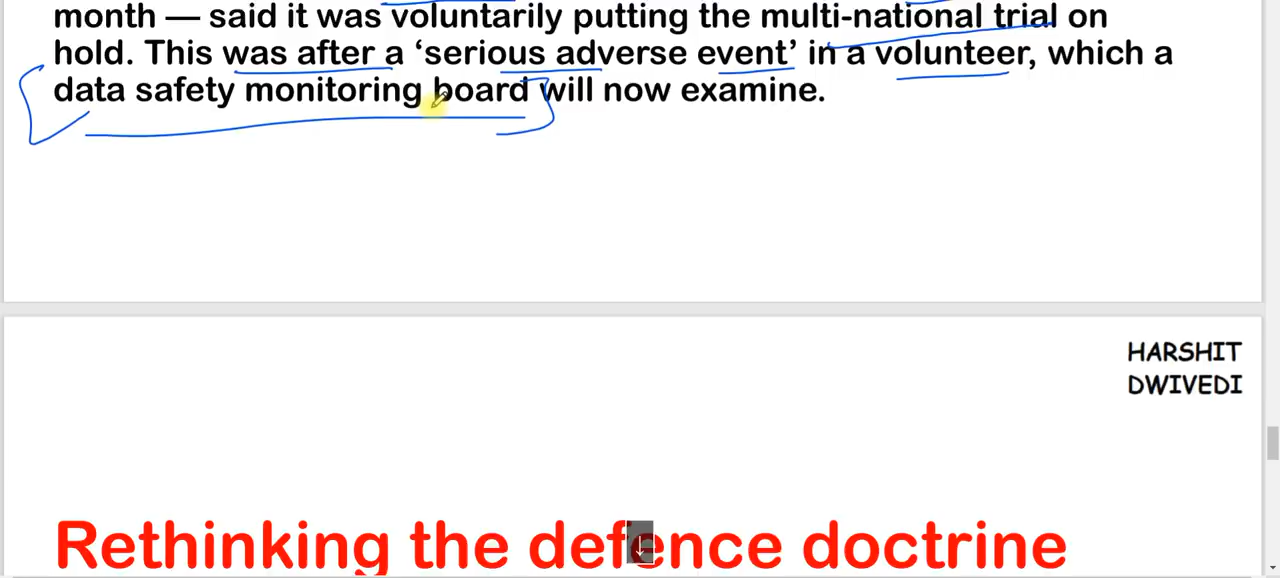 month — said it was voluntarily putting the multi-national trial on
hold. This was after a ‘serious adverse event’ in a volunteer, which a
data safety monitoring board will now examine.
HARSHIT
DWIVEDI
Rethinking the defence doctrine